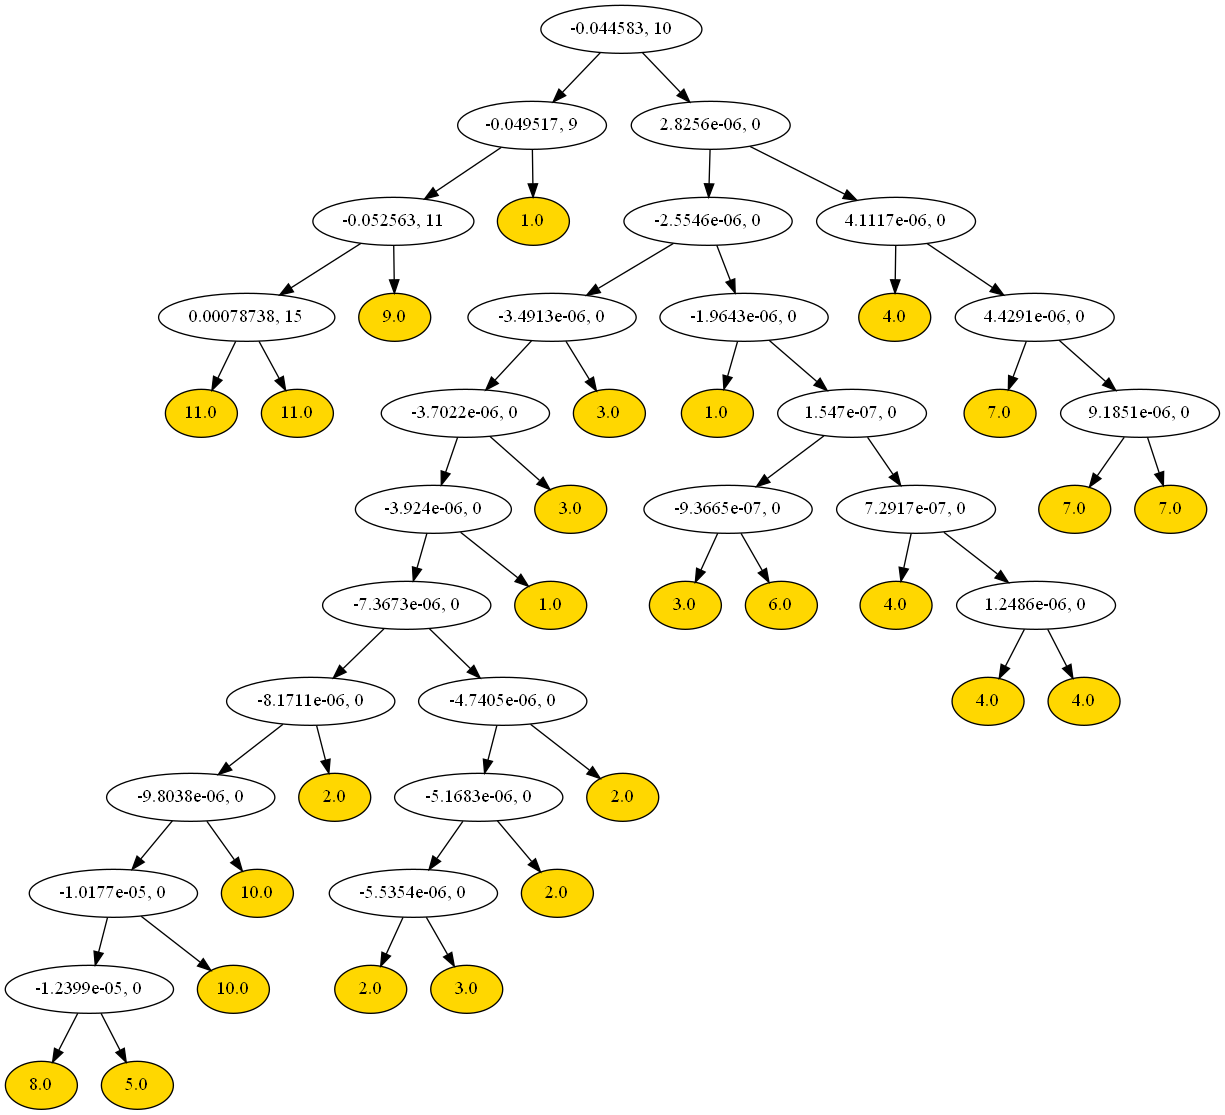 -0.044583, 10
-0.049517, 9
2.8256e-06, 0
-0.052563, 11
1.0
-2.5546e-06, 0
4.1117e-06, 0
0.00078738, 15
9.0
-3.4913e-06, 0
-1.9643e-06, 0
4.0
4.4291e-06, 0
11.0
11.0
-3.7022e-06, 0
3.0
1.0
1.547e-07, 0
7.0
9.1851e-06, 0
-3.924e-06, 0
3.0
-9.3665e-07, 0
7.2917e-07, 0
7.0
7.0
-7.3673e-06, 0
1.0
3.0
6.0
4.0
1.2486e-06, 0
-8.1711e-06, 0
-4.7405e-06, 0
4.0
4.0
-9.8038e-06, 0
2.0
-5.1683e-06, 0
2.0
-1.0177e-05, 0
10.0
-5.5354e-06, 0
2.0
-1.2399e-05, 0
10.0
2.0
3.0
8.0
5.0